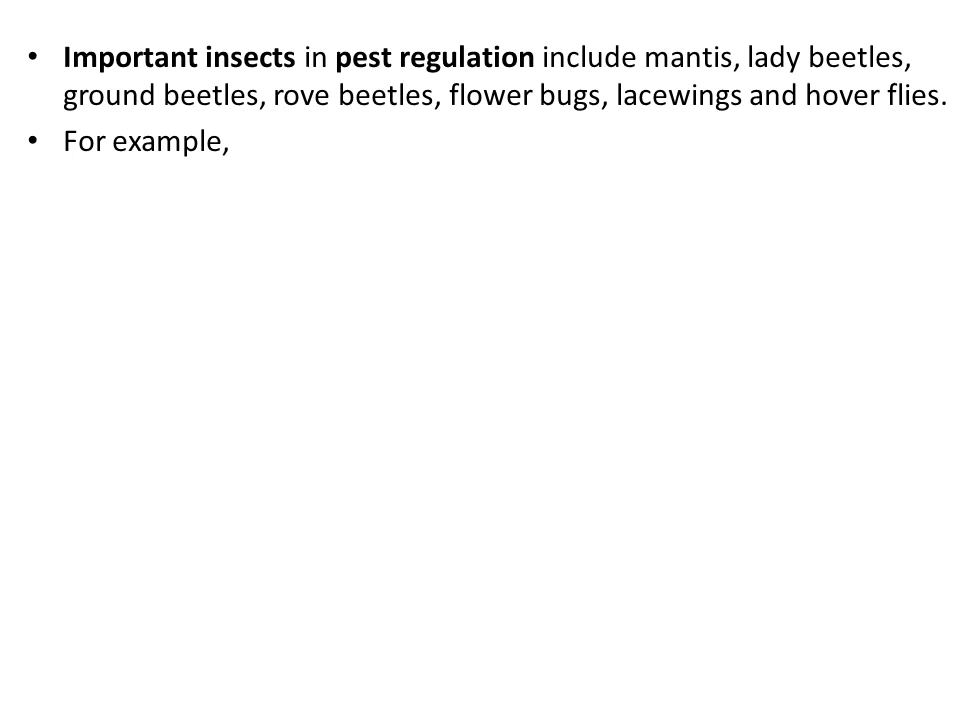 • Important insects in pest regulation include mantis, lady beetles,
ground beetles, rove beetles, flower bugs, lacewings and hover flies.
• For example,